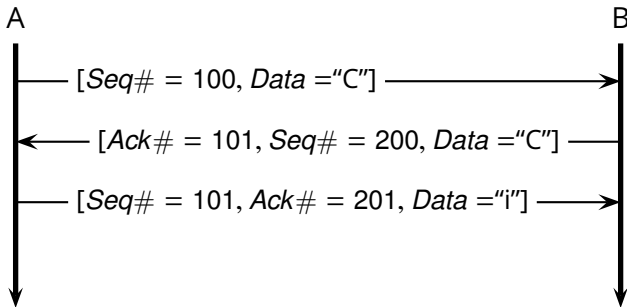 A B
[Seq# = 100, Data =“C”]
[Ack# = 101, Seq# = 200, Data =“C”]
[Seq# = 101, Ack# = 201, Data =“i”]